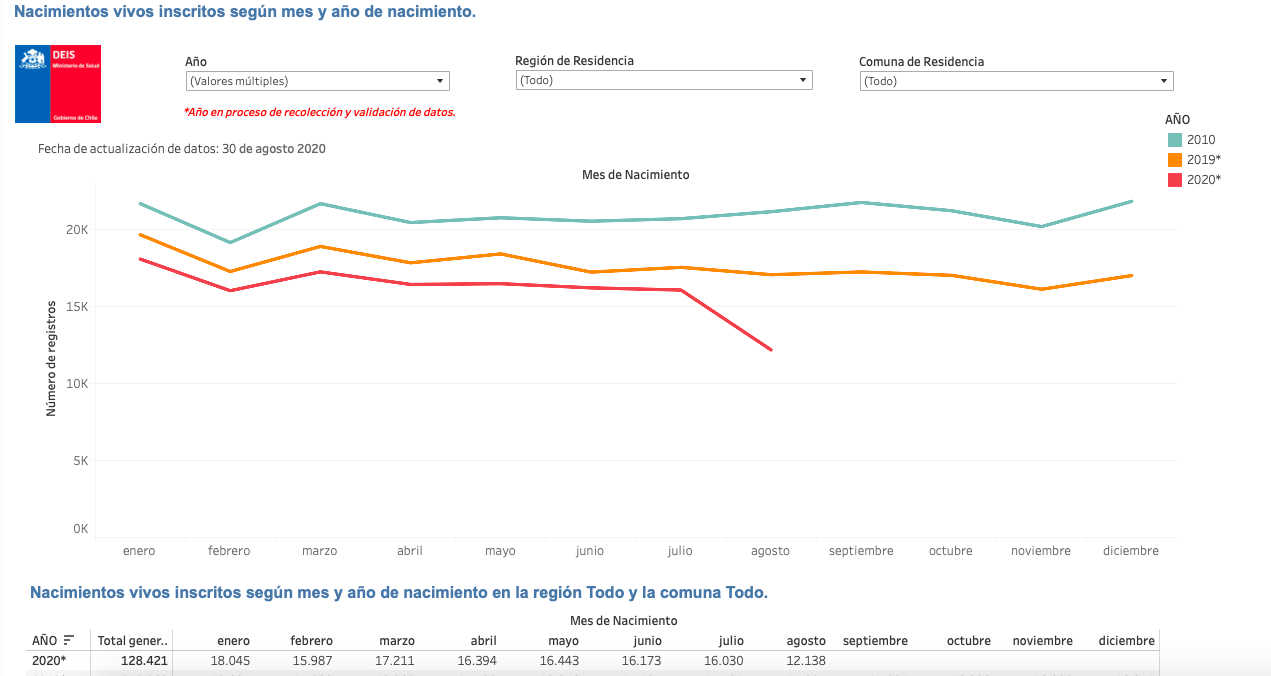 Nacimientos vivos inscritos según mes y año de nacimiento.
DEIS
Ministerio de Salud
Gobierno de Chile
Año
(Valores múltiples)
Región de Residencia
(Todo)
Comuna de Residencia
(Todo)
*Año en proceso de recolección y validación de datos.
AÑO
2010
2019*
2020*
Fecha de actualización de datos: 30 de agosto 2020
Mes de Nacimiento
Número de registros
20K
15K
10K
5K
0K
enero febrero marzo abril mayo junio julio agosto septiembre octubre noviembre diciembre
Nacimientos vivos inscritos según mes y año de nacimiento en la región Todo y la comuna Todo.
Mes de Nacimiento
AÑO Total gener.. enero febrero marzo abril mayo junio julio agosto septiembre octubre noviembre diciembre
2020* 128.421 18.045 15.987 17.211 16.394 16.443 16.173 16.030 12.138